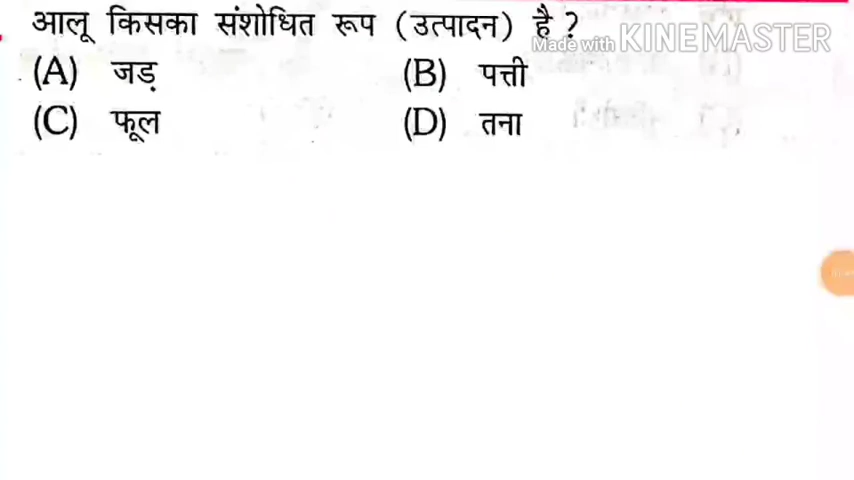 आलू किसका संशोधित रूप (उत्पादन) है ?
Made with KINEMASTER
(A) जड़ (B) पत्ती
(C) फूल (D) तना